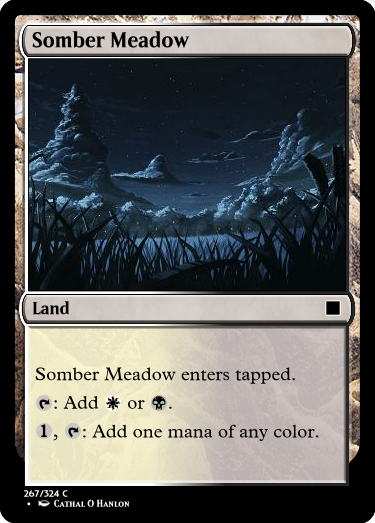 Somber Meadow
Land
Somber Meadow enters tapped.
: Add or .
1, : Add one mana of any color.
267/324 C
• Cathal O Hanlon